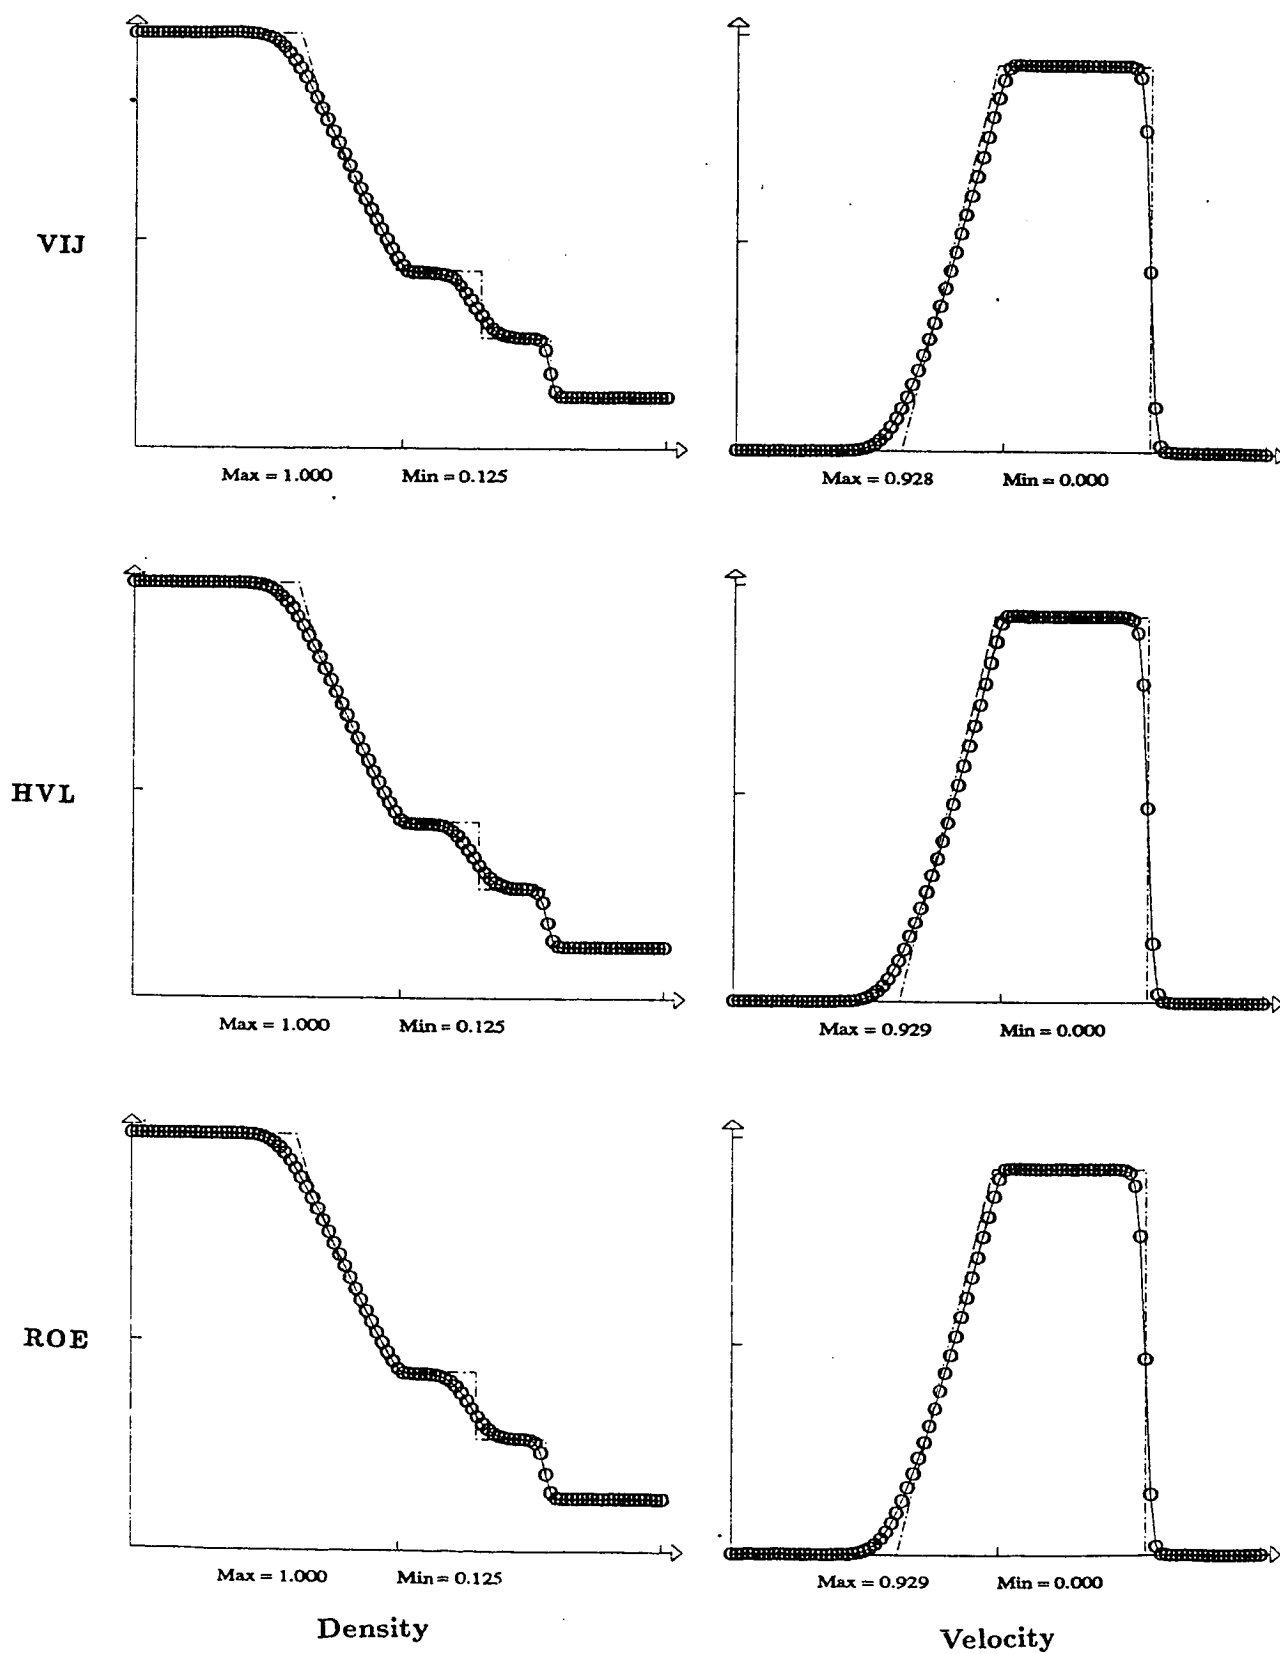 VIJ
Max = 1.000 Min = 0.125
Max = 0.928 Min = 0.000
HVL
Max = 1.000 Min = 0.125
Max = 0.929 Min = 0.000
ROE
Max = 1.000 Min = 0.125
Max = 0.929 Min = 0.000
Density
Velocity